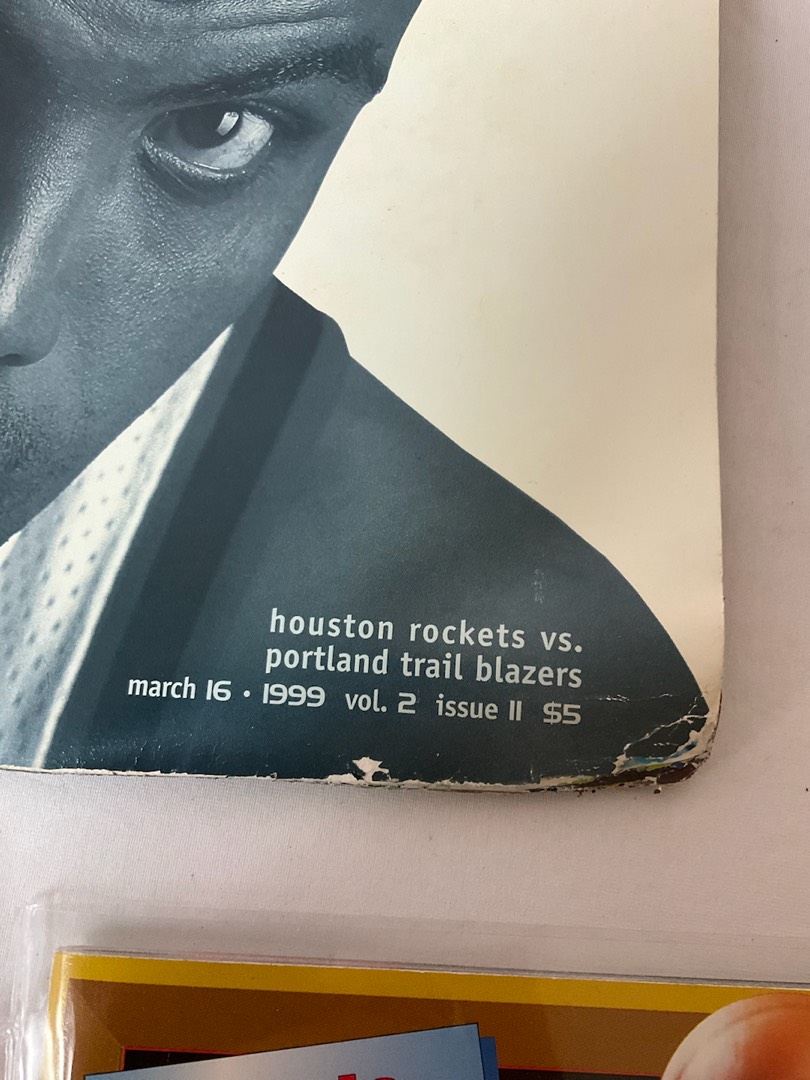 houston rockets vs.
portland trail blazers
march 16 • 1999 vol. 2 issue 11 $5